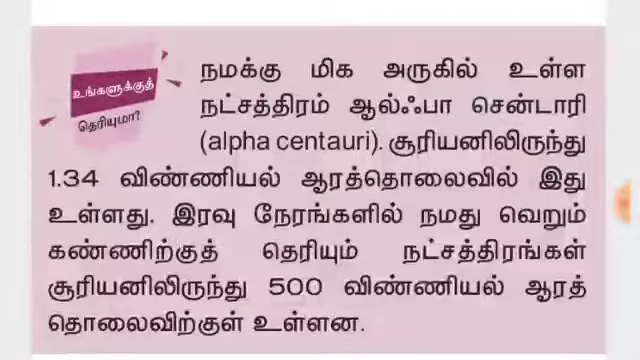 உங்களுக்குத்
தெரியுமா?
நமக்கு மிக அருகில் உள்ள
நட்சத்திரம் ஆல்ஃபா சென்டாரி
(alpha centauri). சூரியனிலிருந்து
1.34 விண்ணியல் ஆரத்தொலைவில் இது
உள்ளது. இரவு நேரங்களில் நமது வெறும்
கண்ணிற்குத் தெரியும் நட்சத்திரங்கள்
சூரியனிலிருந்து 500 விண்ணியல் ஆரத்
தொலைவிற்குள் உள்ளன.